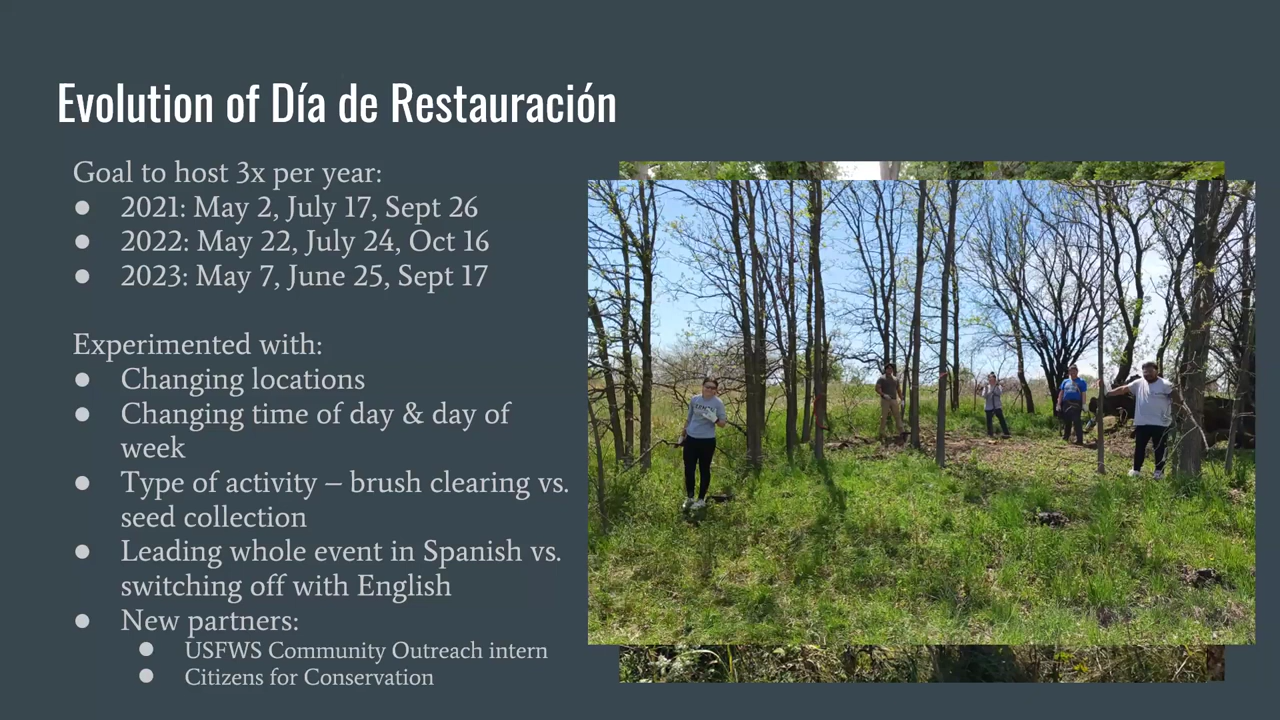 Evolution of Día de Restauración
Goal to host 3x per year:
● 2021: May 2, July 17, Sept 26
● 2022: May 22, July 24, Oct 16
● 2023: May 7, June 25, Sept 17
Experimented with:
● Changing locations
● Changing time of day & day of
week
● Type of activity – brush clearing vs.
seed collection
● Leading whole event in Spanish vs.
switching off with English
● New partners:
● USFWS Community Outreach intern
● Citizens for Conservation